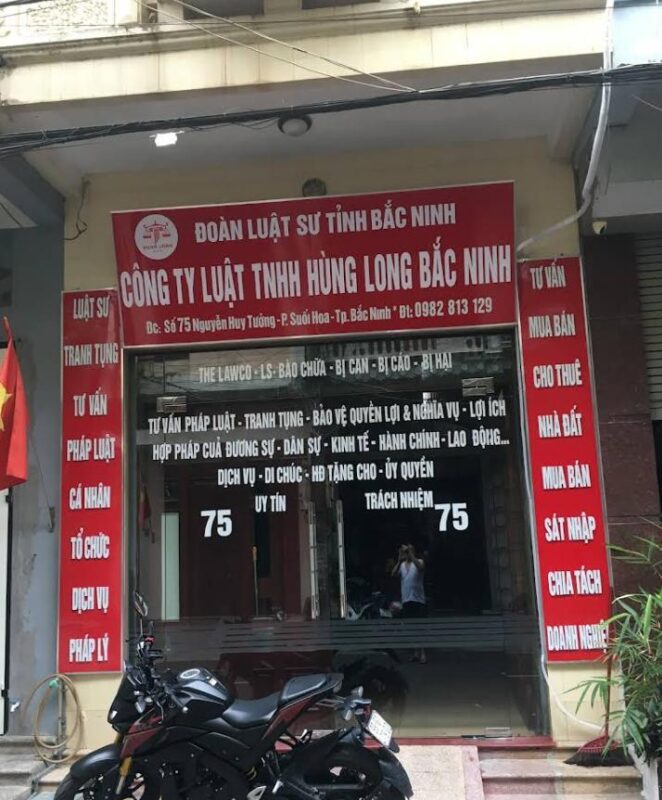 ĐOÀN LUẬT SƯ TỈNH BẮC NINH
CÔNG TY LUẬT TNHH HÙNG LONG BẮC NINH
Đc: Số 75 Nguyễn Huy Tưởng - P. Suối Hoa - Tp. Bắc Ninh * Đt: 0982 813 129
LUẬT SƯ
TRANH TỤNG
TƯ VẤN
PHÁP LUẬT
CÁ NHÂN
TỔ CHỨC
DỊCH VỤ
PHÁP LÝ
THE LAWCO - LS- BÀO CHỮA - BỊ CAN - BỊ CÁO - BỊ HẠI
TƯ VẤN PHÁP LUẬT - TRANH TỤNG - BẢO VỆ QUYỀN LỢI & NGHĨA VỤ - LỢI ÍCH
HỢP PHÁP CUẢ ĐƯƠNG SỰ - DÂN SỰ - KINH TẾ - HÀNH CHÍNH - LAO ĐỘNG...
DỊCH VỤ - DI CHÚC - HĐ TẶNG CHO - ỦY QUYỀN
UY TÍN TRÁCH NHIỆM
75 75
TƯ VẤN
MUA BÁN
CHO THUÊ
NHÀ ĐẤT
MUA BÁN
SÁT NHẬP
CHIA TÁCH
DOANH NGHIỆP